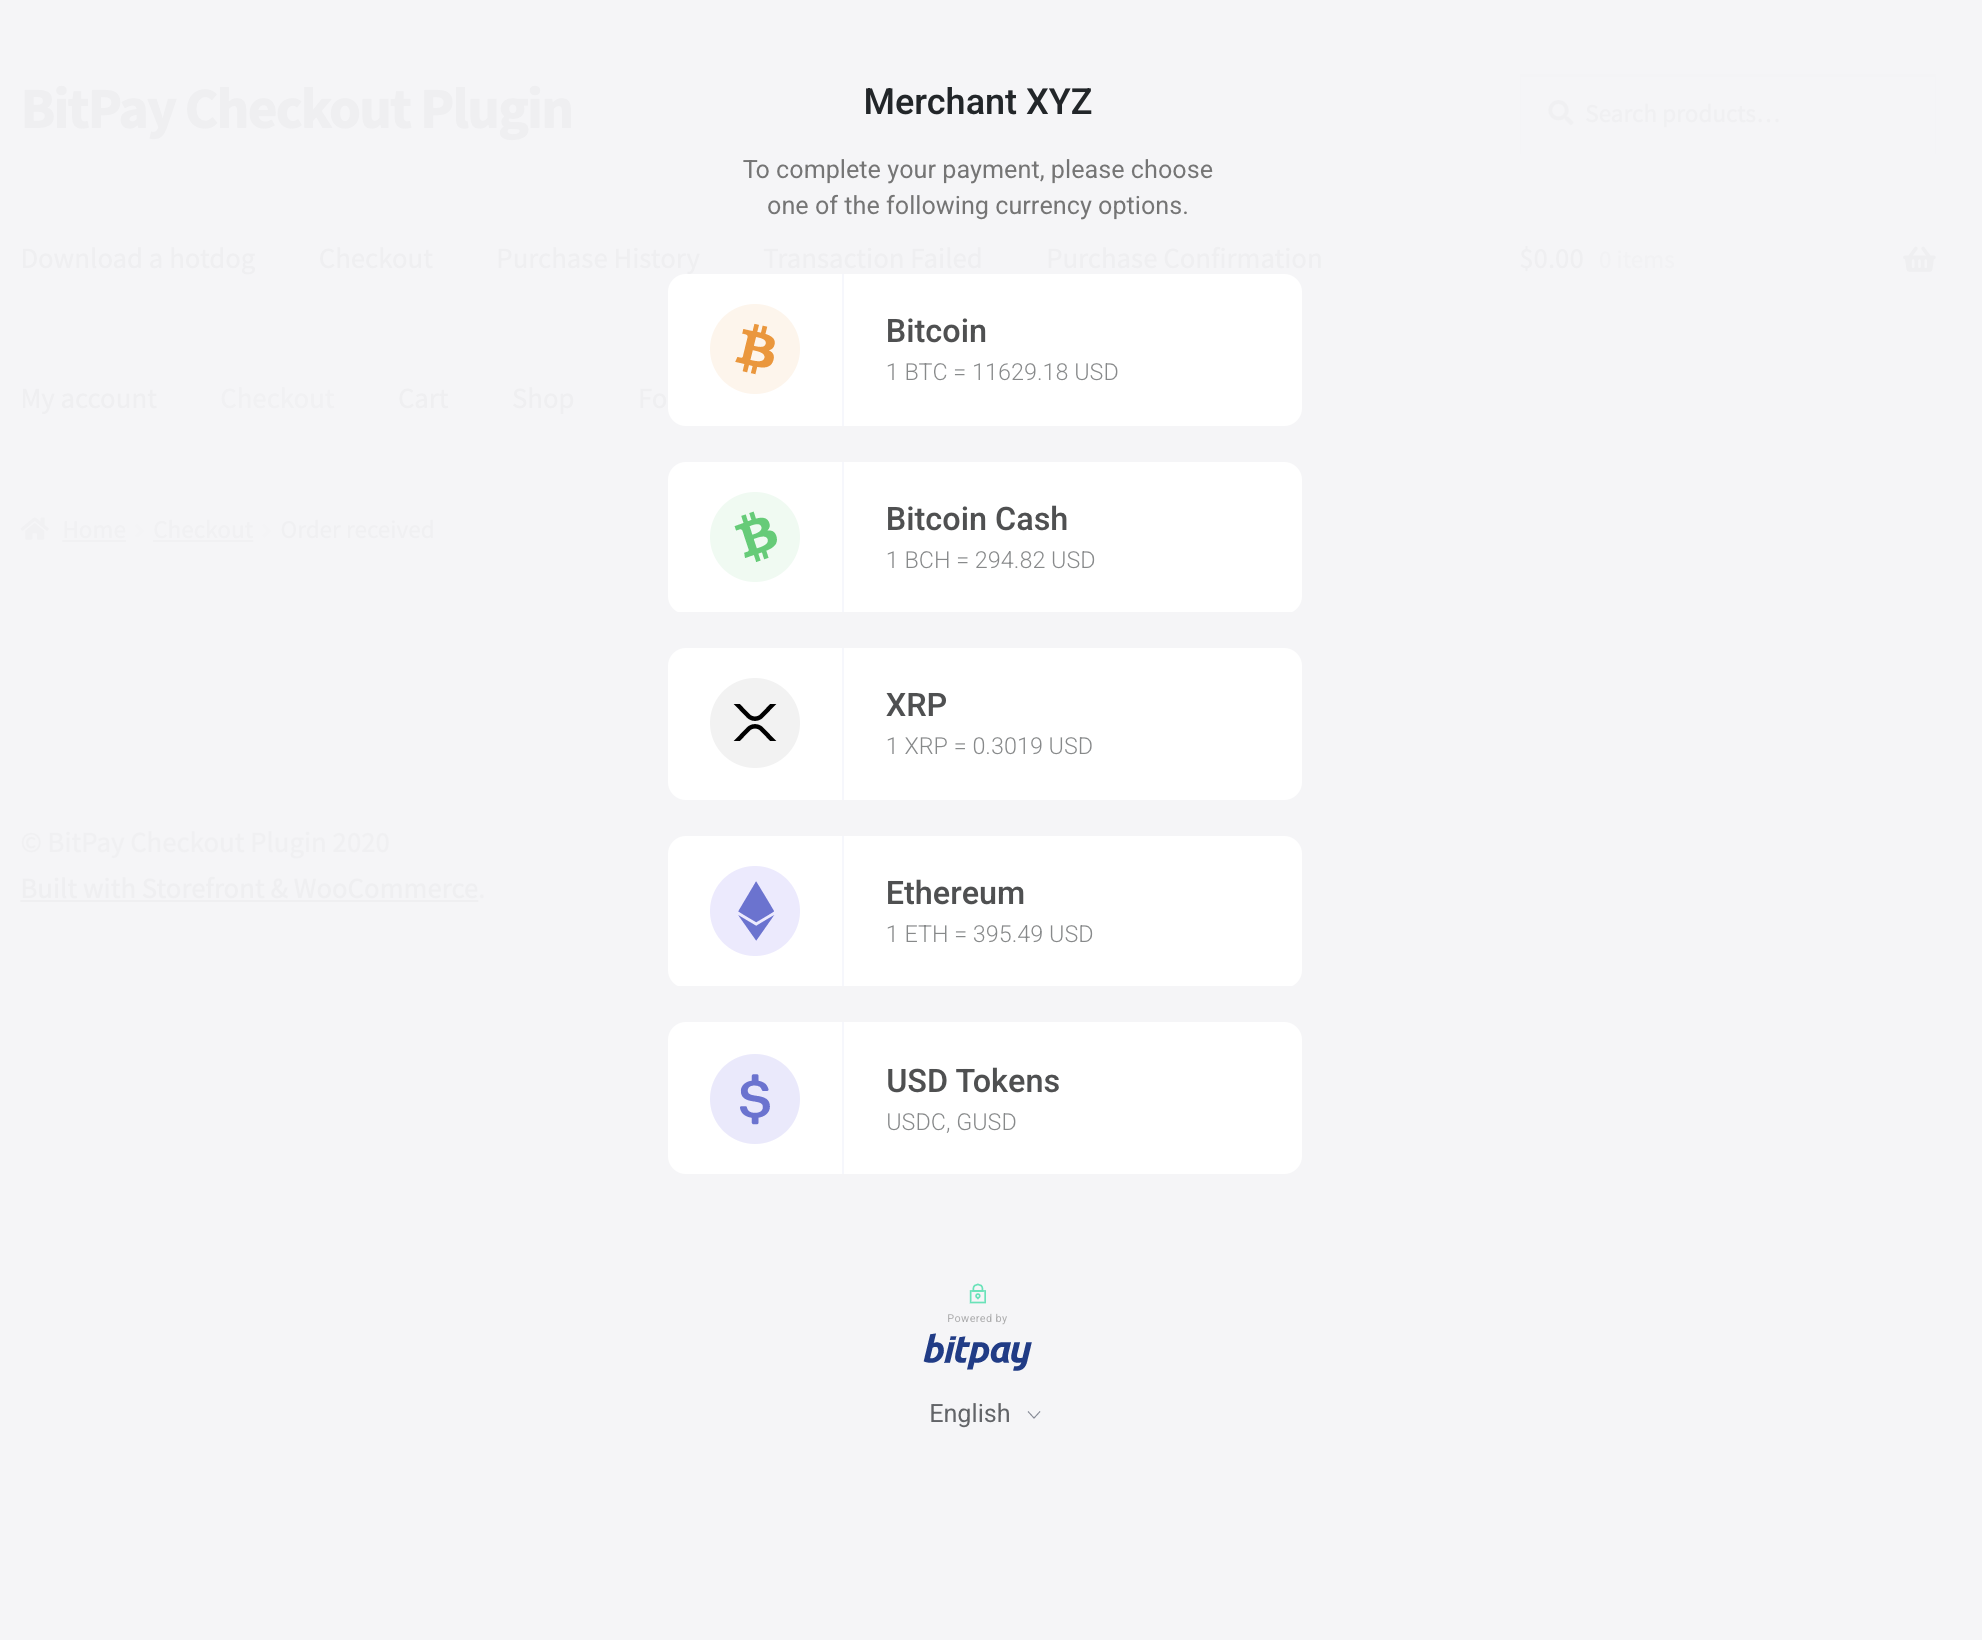 BitPay Checkout Plugin
Search products...
Merchant XYZ
To complete your payment, please choose
one of the following currency options.
Download a hotdog Checkout Purchase History Transaction Failed Purchase Confirmation $0.00 0 items
Bitcoin
1 BTC = 11629.18 USD
My account Checkout Cart Shop Fo
Bitcoin Cash
1 BCH = 294.82 USD
Home Checkout Order received
XRP
1 XRP = 0.3019 USD
© BitPay Checkout Plugin 2020
Built with Storefront & WooCommerce.
Ethereum
1 ETH = 395.49 USD
USD Tokens
USDC, GUSD
Powered by
bitpay
English